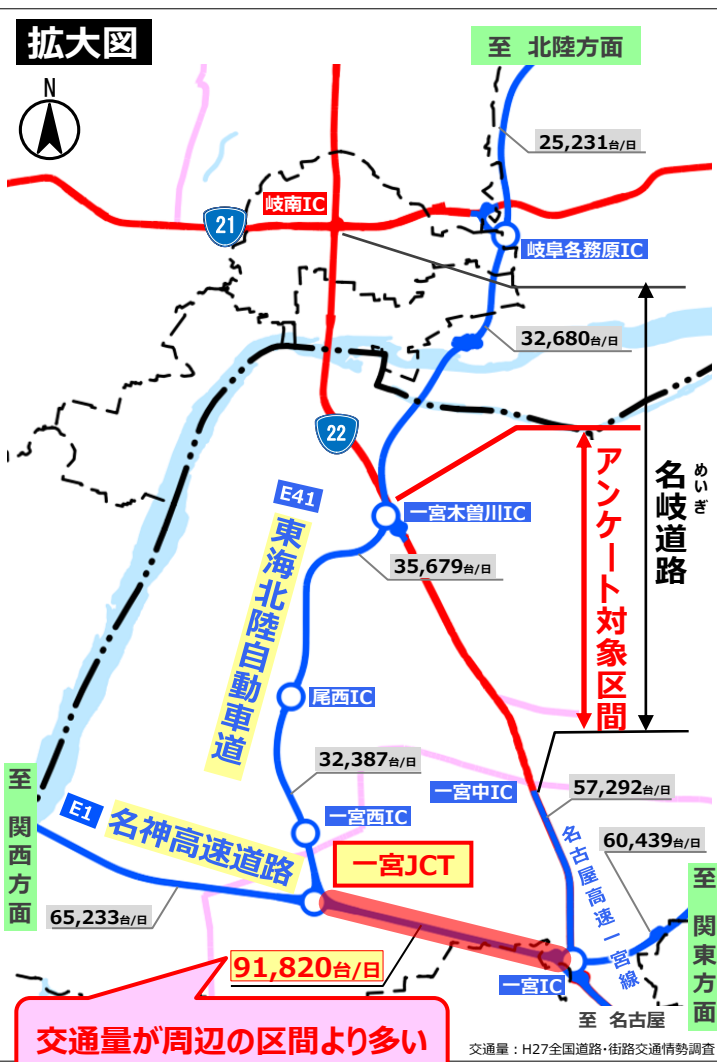 拡大図
至 北陸方面
N
25,231台/日
岐南IC
21
岐阜各務原IC
32,680台/日
22
めいぎ
名岐道路
アンケート対象区間
E41
一宮木曽川IC
東海北陸自動車道
35,679台/日
尾西IC
32,387台/日
一宮中IC
57,292台/日
至 関西方面
E1 名神高速道路
一宮西IC
名古屋高速一宮線
60,439台/日
一宮JCT
至 関東方面
65,233台/日
91,820台/日
一宮IC
至 名古屋
交通量が周辺の区間より多い
交通量：H27全国道路・街路交通情勢調査